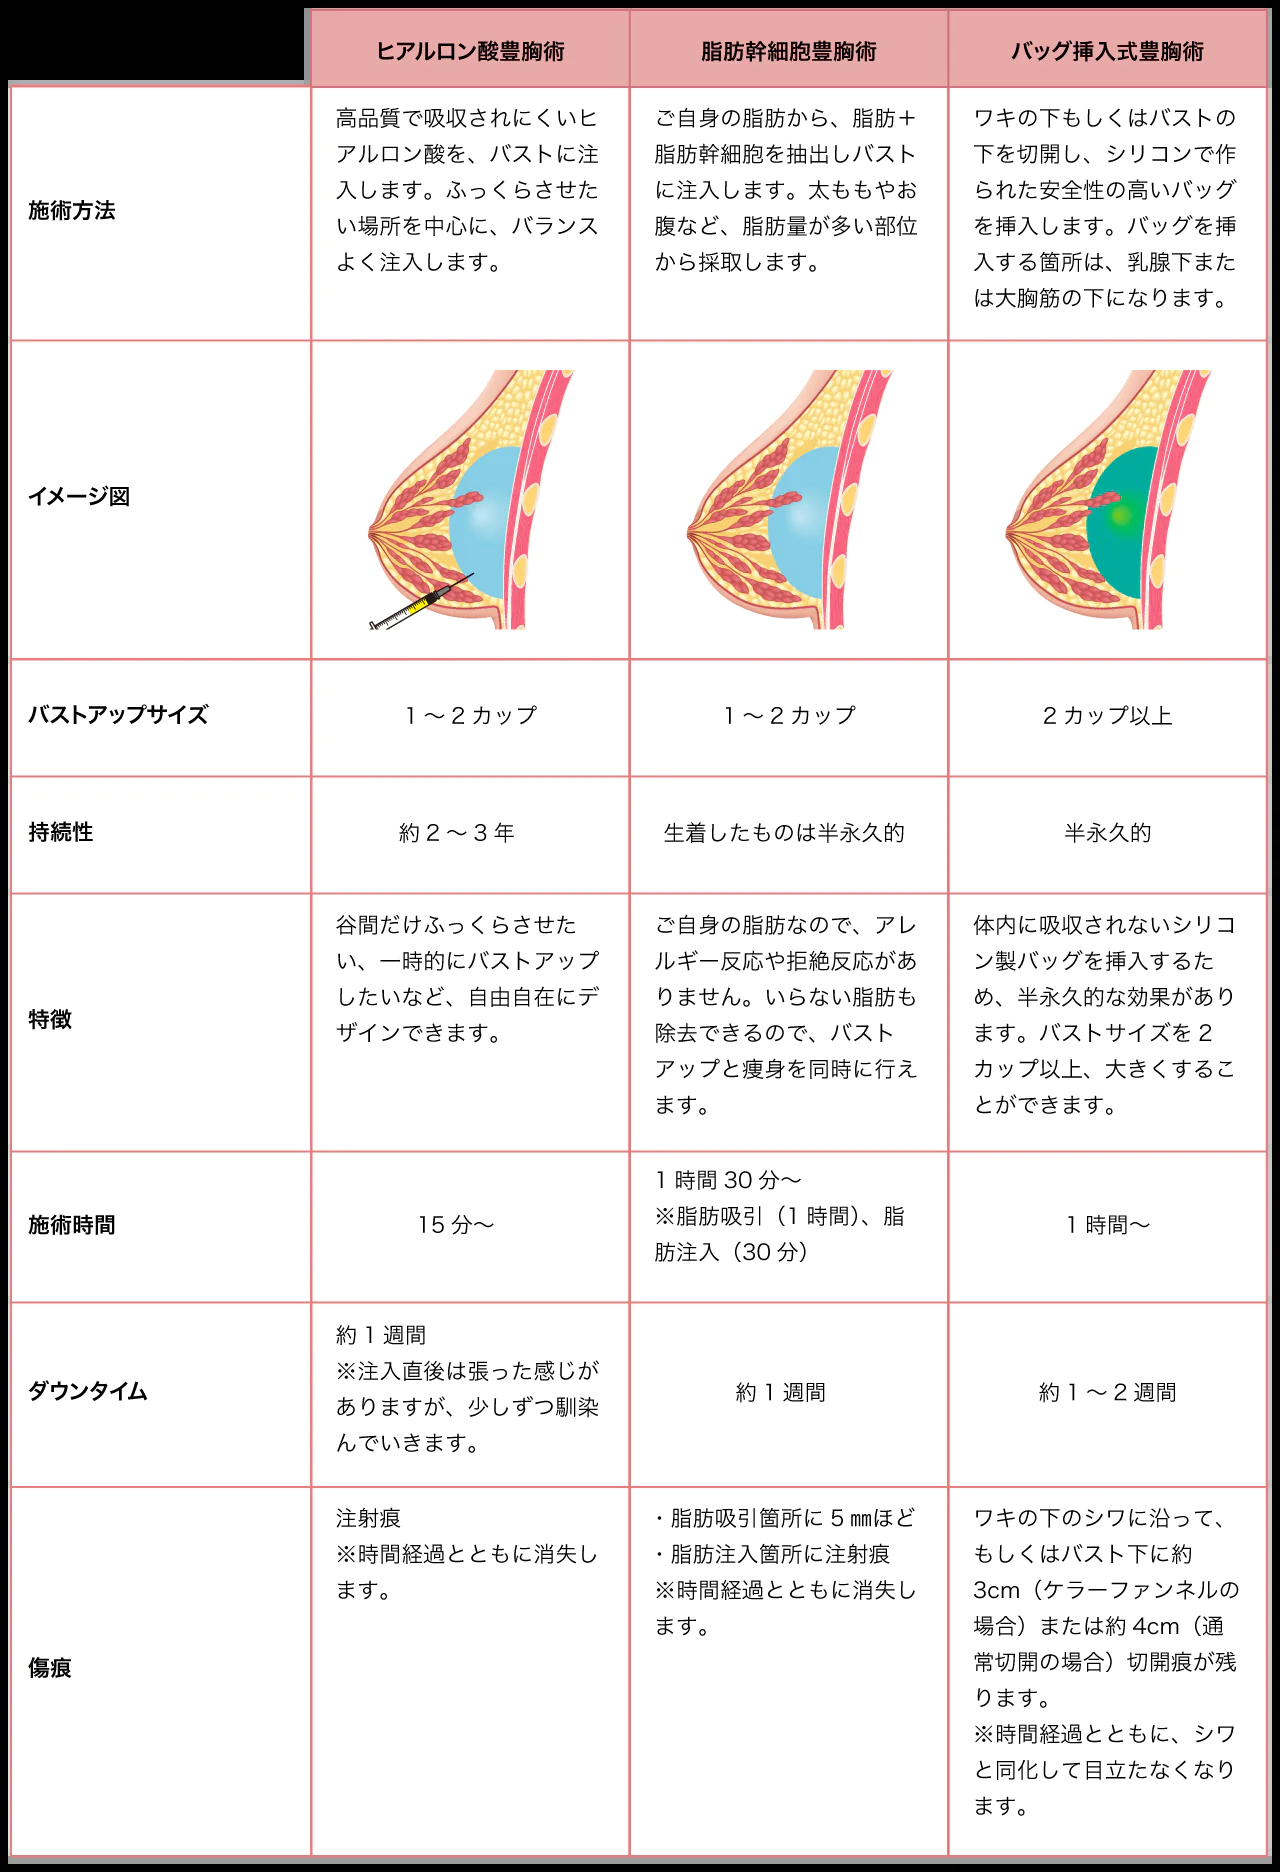 ヒアルロン酸豊胸術
脂肪幹細胞豊胸術
バッグ挿入式豊胸術
施術方法
高品質で吸収されにくいヒ
アルロン酸を、バストに注
入します。ふっくらさせた
い場所を中心に、バランス
よく注入します。
ご自身の脂肪から、脂肪＋
脂肪幹細胞を抽出しバスト
に注入します。太ももやお
腹など、脂肪量が多い部位
から採取します。
ワキの下もしくはバストの
下を切開し、シリコンで作
られた安全性の高いバッグ
を挿入します。バッグを挿
入する箇所は、乳腺下また
は大胸筋の下になります。
イメージ図
バストアップサイズ
1 〜 2 カップ
1 〜 2 カップ
2 カップ以上
持続性
約 2 〜 3 年
生着したものは半永久的
半永久的
特徴
谷間だけふっくらさせた
い、一時的にバストアップ
したいなど、自由自在にデ
ザインできます。
ご自身の脂肪なので、アレ
ルギー反応や拒絶反応があ
りません。いらない脂肪も
除去できるので、バスト
アップと痩身を同時に行え
ます。
体内に吸収されないシリコ
ン製バッグを挿入するた
め、半永久的な効果があり
ます。バストサイズを 2
カップ以上、大きくするこ
とができます。
施術時間
15 分〜
1 時間 30 分〜
※脂肪吸引（1 時間）、脂
肪注入（30 分）
1 時間〜
ダウンタイム
約 1 週間
※注入直後は張った感じが
ありますが、少しずつ馴染
んでいきます。
約 1 週間
約 1 〜 2 週間
傷痕
注射痕
※時間経過とともに消失し
ます。
・脂肪吸引箇所に 5 ㎜ほど
・脂肪注入箇所に注射痕
※時間経過とともに消失し
ます。
ワキの下のシワに沿って、
もしくはバスト下に約
3cm（ケラーファンネルの
場合）または約 4cm（通
常切開の場合）切開痕が残
ります。
※時間経過とともに、シワ
と同化して目立たなくなり
ます。